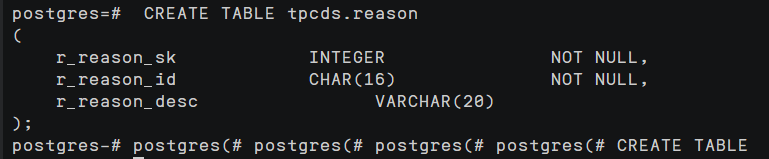 postgres=#  CREATE TABLE tpcds.reason
(
    r_reason_sk            INTEGER               NOT NULL,
    r_reason_id            CHAR(16)              NOT NULL,
    r_reason_desc                VARCHAR(20)
);
postgres-# postgres(# postgres(# postgres(# postgres(# CREATE TABLE